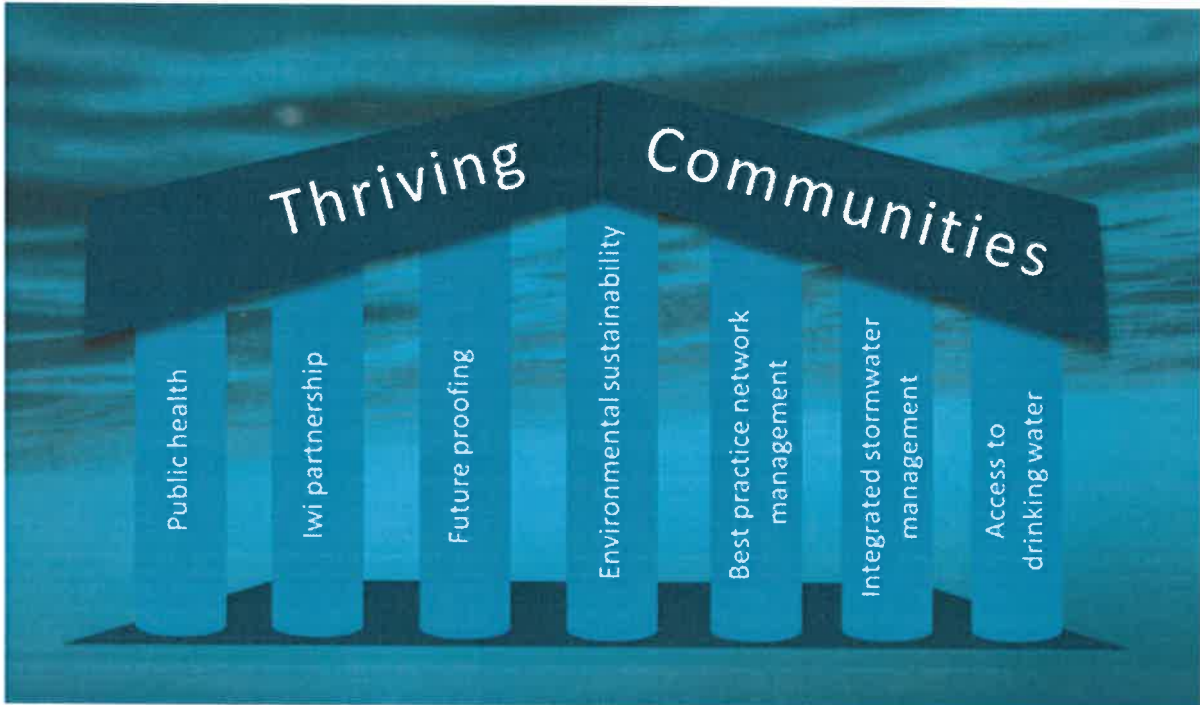 Thriving Communities
Public health
Iwi partnership
Future proofing
Environmental sustainability
Best practice network
management
Integrated stormwater
management
Access to
drinking water